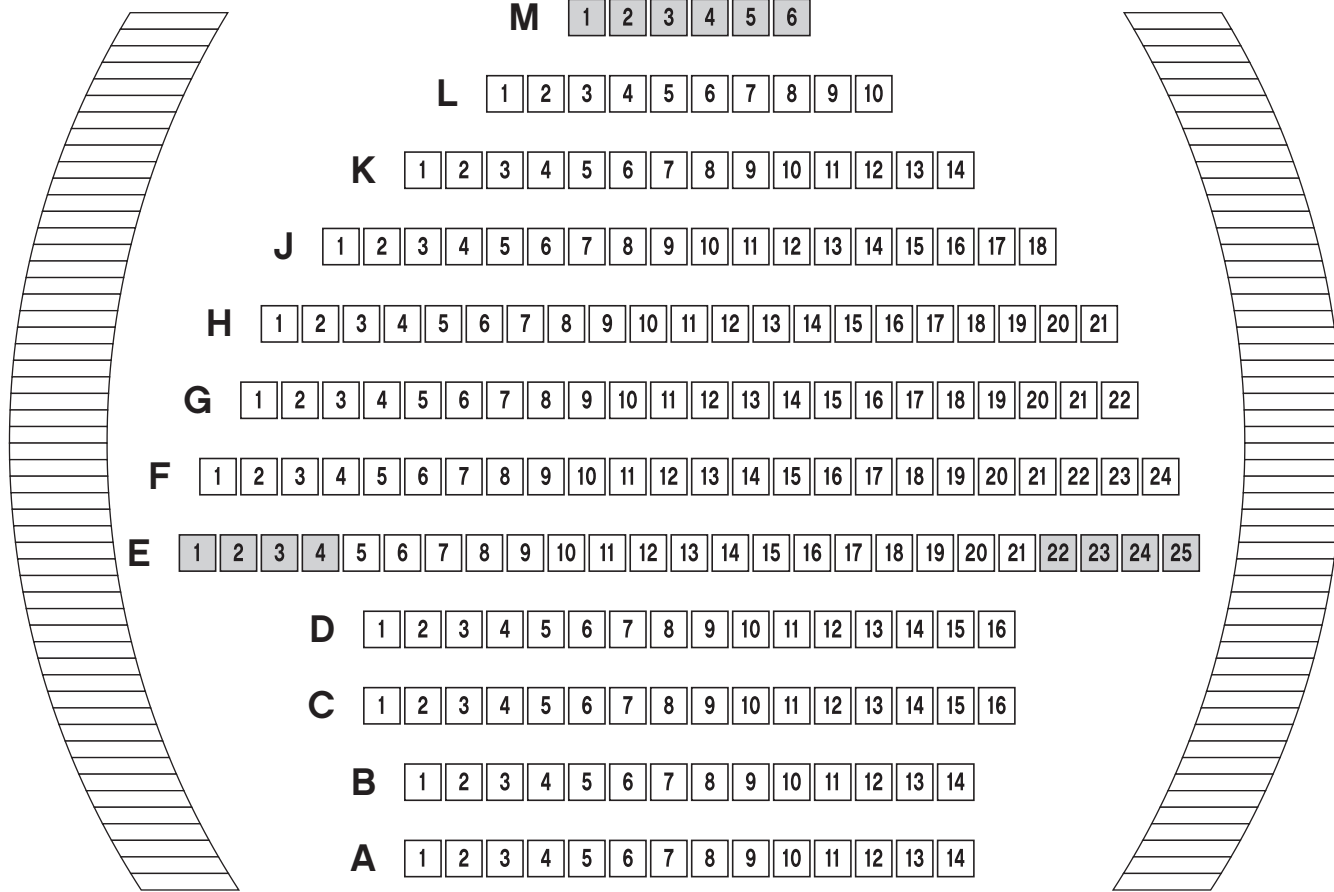 M 1 2 3 4 5 6
L 1 2 3 4 5 6 7 8 9 10
K 1 2 3 4 5 6 7 8 9 10 11 12 13 14
J 1 2 3 4 5 6 7 8 9 10 11 12 13 14 15 16 17 18
H 1 2 3 4 5 6 7 8 9 10 11 12 13 14 15 16 17 18 19 20 21
G 1 2 3 4 5 6 7 8 9 10 11 12 13 14 15 16 17 18 19 20 21 22
F 1 2 3 4 5 6 7 8 9 10 11 12 13 14 15 16 17 18 19 20 21 22 23 24
E 1 2 3 4 5 6 7 8 9 10 11 12 13 14 15 16 17 18 19 20 21 22 23 24 25
D 1 2 3 4 5 6 7 8 9 10 11 12 13 14 15 16
C 1 2 3 4 5 6 7 8 9 10 11 12 13 14 15 16
B 1 2 3 4 5 6 7 8 9 10 11 12 13 14
A 1 2 3 4 5 6 7 8 9 10 11 12 13 14